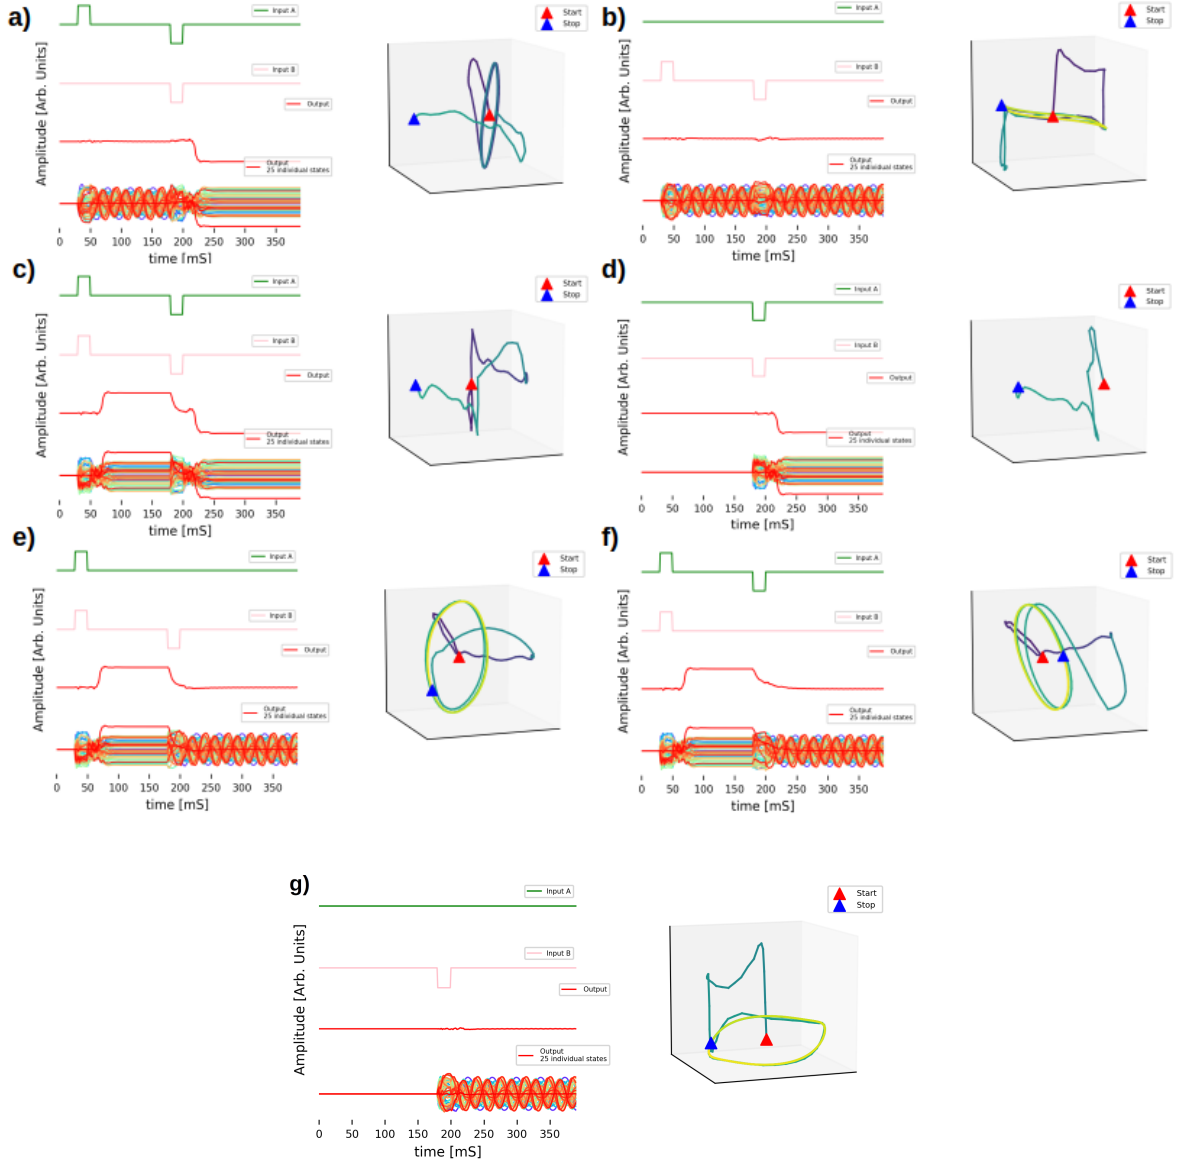 a)
Input A
Input B
Output
Output
25 individual states
Amplitude [Arb. Units]
0 50 100 150 200 250 300 350
time [mS]
Start
Stop
b)
Input A
Input B
Output
Output
25 individual states
Amplitude [Arb. Units]
0 50 100 150 200 250 300 350
time [mS]
Start
Stop
c)
Input A
Input B
Output
Output
25 individual states
Amplitude [Arb. Units]
0 50 100 150 200 250 300 350
time [mS]
Start
Stop
d)
Input A
Input B
Output
Output
25 individual states
Amplitude [Arb. Units]
0 50 100 150 200 250 300 350
time [mS]
Start
Stop
e)
Input A
Input B
Output
Output
25 individual states
Amplitude [Arb. Units]
0 50 100 150 200 250 300 350
time [mS]
Start
Stop
f)
Input A
Input B
Output
Output
25 individual states
Amplitude [Arb. Units]
0 50 100 150 200 250 300 350
time [mS]
Start
Stop
g)
Input A
Input B
Output
Output
25 individual states
Amplitude [Arb. Units]
0 50 100 150 200 250 300 350
time [mS]
Start
Stop